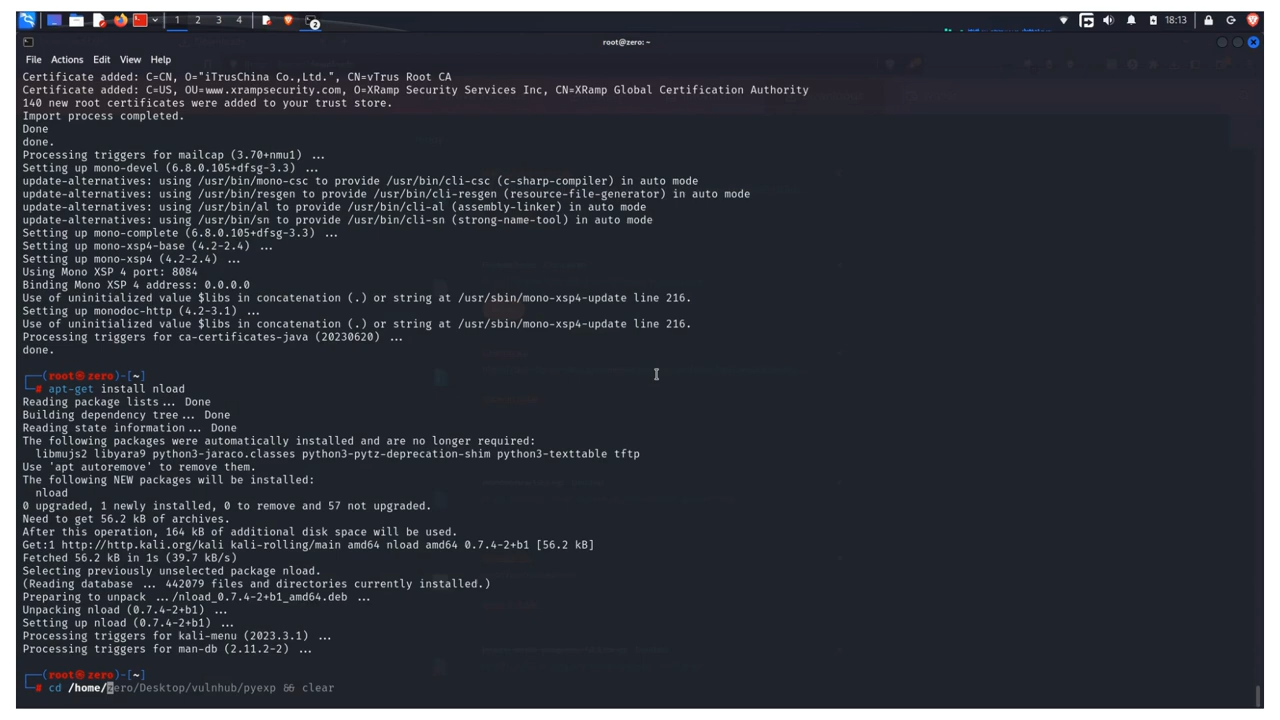 1 2 3 4 2 18:13
root@zero: ~
File Actions Edit View Help
Certificate added: C=CN, O="iTrusChina Co.,Ltd.", CN=vTrus Root CA
Certificate added: C=US, OU=www.xrampsecurity.com, O=XRamp Security Services Inc, CN=XRamp Global Certification Authority
140 new root certificates were added to your trust store.
Import process completed.
Done
done.
Processing triggers for mailcap (3.70+nmu1) ...
Setting up mono-devel (6.8.0.105+dfsg-3.3) ...
update-alternatives: using /usr/bin/mono-csc to provide /usr/bin/cli-csc (c-sharp-compiler) in auto mode
update-alternatives: using /usr/bin/resgen to provide /usr/bin/cli-resgen (resource-file-generator) in auto mode
update-alternatives: using /usr/bin/al to provide /usr/bin/cli-al (assembly-linker) in auto mode
update-alternatives: using /usr/bin/sn to provide /usr/bin/cli-sn (strong-name-tool) in auto mode
Setting up mono-complete (6.8.0.105+dfsg-3.3) ...
Setting up mono-xsp4-base (4.2-2.4) ...
Setting up mono-xsp4 (4.2-2.4) ...
Using Mono XSP 4 port: 8084
Binding Mono XSP 4 address: 0.0.0.0
Use of uninitialized value $libs in concatenation (.) or string at /usr/sbin/mono-xsp4-update line 216.
Setting up monodoc-http (4.2-3.1) ...
Use of uninitialized value $libs in concatenation (.) or string at /usr/sbin/mono-xsp4-update line 216.
Processing triggers for ca-certificates-java (20230620) ...
done.
┌──(root㉿zero)-[~]
└─# apt-get install nload
Reading package lists... Done
Building dependency tree... Done
Reading state information... Done
The following packages were automatically installed and are no longer required:
libmujs2 libyara9 python3-jaraco.classes python3-pytz-deprecation-shim python3-texttable tftp
Use 'apt autoremove' to remove them.
The following NEW packages will be installed:
nload
0 upgraded, 1 newly installed, 0 to remove and 57 not upgraded.
Need to get 56.2 kB of archives.
After this operation, 164 kB of additional disk space will be used.
Get:1 http://http.kali.org/kali kali-rolling/main amd64 nload amd64 0.7.4-2+b1 [56.2 kB]
Fetched 56.2 kB in 1s (39.7 kB/s)
Selecting previously unselected package nload.
(Reading database ... 442079 files and directories currently installed.)
Preparing to unpack .../nload_0.7.4-2+b1_amd64.deb ...
Unpacking nload (0.7.4-2+b1) ...
Setting up nload (0.7.4-2+b1) ...
Processing triggers for kali-menu (2023.3.1) ...
Processing triggers for man-db (2.11.2-2) ...
┌──(root㉿zero)-[~]
└─# cd /home/zero/Desktop/vulnhub/pyexp && clear